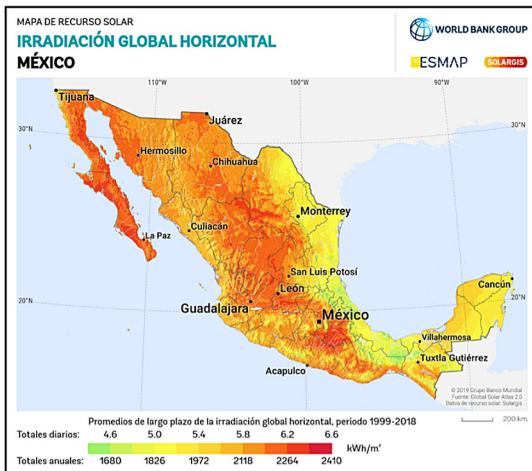 MAPA DE RECURSO SOLAR
IRRADIACIÓN GLOBAL HORIZONTAL
MÉXICO
WORLD BANK GROUP
ESMAP
SOLARGIS
110°W
100°W
90°W
Tijuana
30°N
Juárez
30°N
Hermosillo
Chihuahua
Monterrey
La Paz
Culiacán
San Luis Potosí
León
Cancún
20°N
Guadalajara
México
20°N
Villahermosa
Tuxtla Gutiérrez
Acapulco
© 2019 Grupo Banco Mundial
Fuente: Global Solar Atlas 2.0
Datos de recurso solar: Solargis
200 km
Promedios de largo plazo de la irradiación global horizontal, período 1999-2018
Totales diarios: 4.6 5.0 5.4 5.8 6.2 6.6
kWh/m²
Totales anuales: 1680 1826 1972 2118 2264 2410